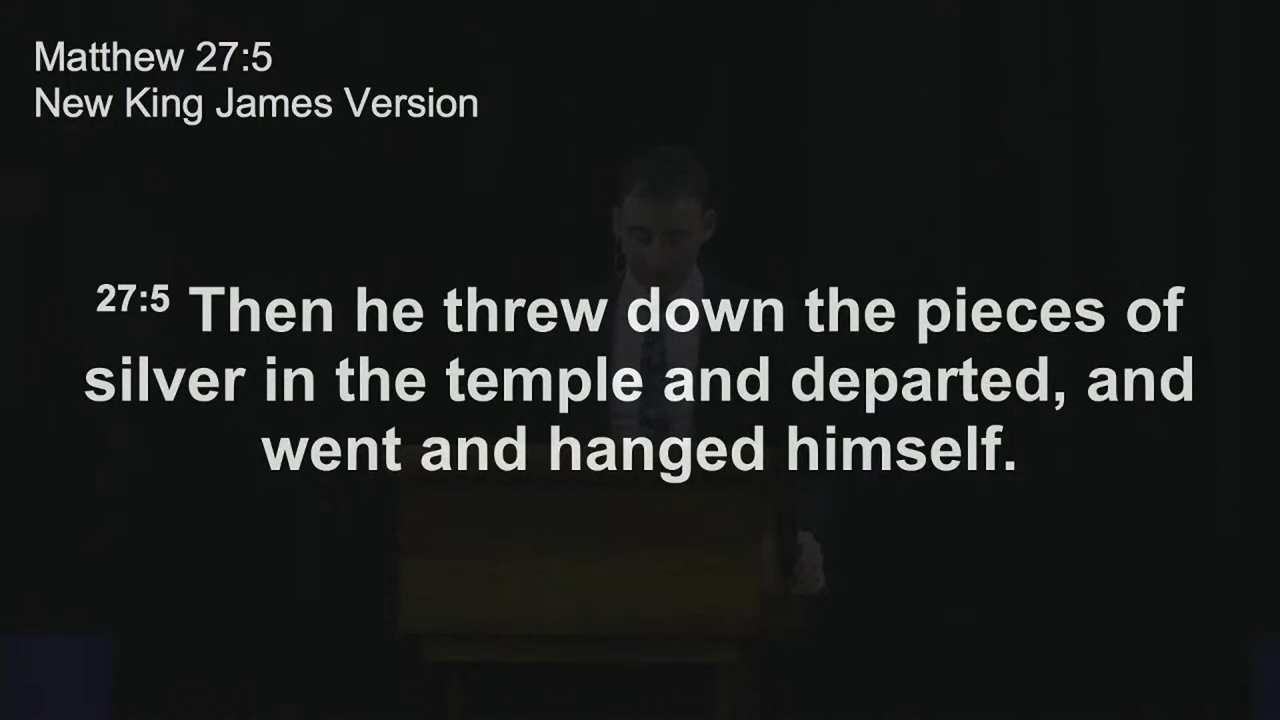 Matthew 27:5
New King James Version
27:5 Then he threw down the pieces of
silver in the temple and departed, and
went and hanged himself.